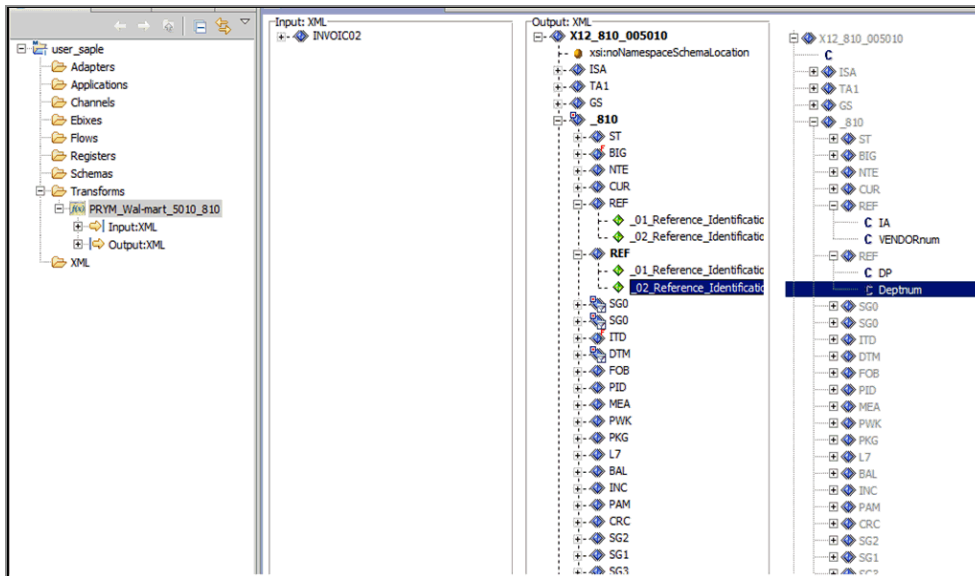 user_saple
Adapters
Applications
Channels
Ebixes
Flows
Registers
Schemas
Transforms
f(x) PRYM_Wal-mart_5010_810
Input:XML
Output:XML
XML
Input: XML
INVOIC02
Output: XML
X12_810_005010
xsi:noNamespaceSchemaLocation
ISA
TA1
GS
_810
ST
BIG
NTE
CUR
REF
_01_Reference_Identificatio
_02_Reference_Identificatio
REF
_01_Reference_Identificatio
_02_Reference_Identificatio
SG0
SG0
ITD
DTM
FOB
PID
MEA
PWK
PKG
L7
BAL
INC
PAM
CRC
SG2
SG1
SG3
X12_810_005010
C
ISA
TA1
GS
_810
ST
BIG
NTE
CUR
REF
C IA
C VENDORnum
REF
C DP
C Deptnum
SG0
SG0
ITD
DTM
FOB
PID
MEA
PWK
PKG
L7
BAL
INC
PAM
CRC
SG2
SG1
SG3